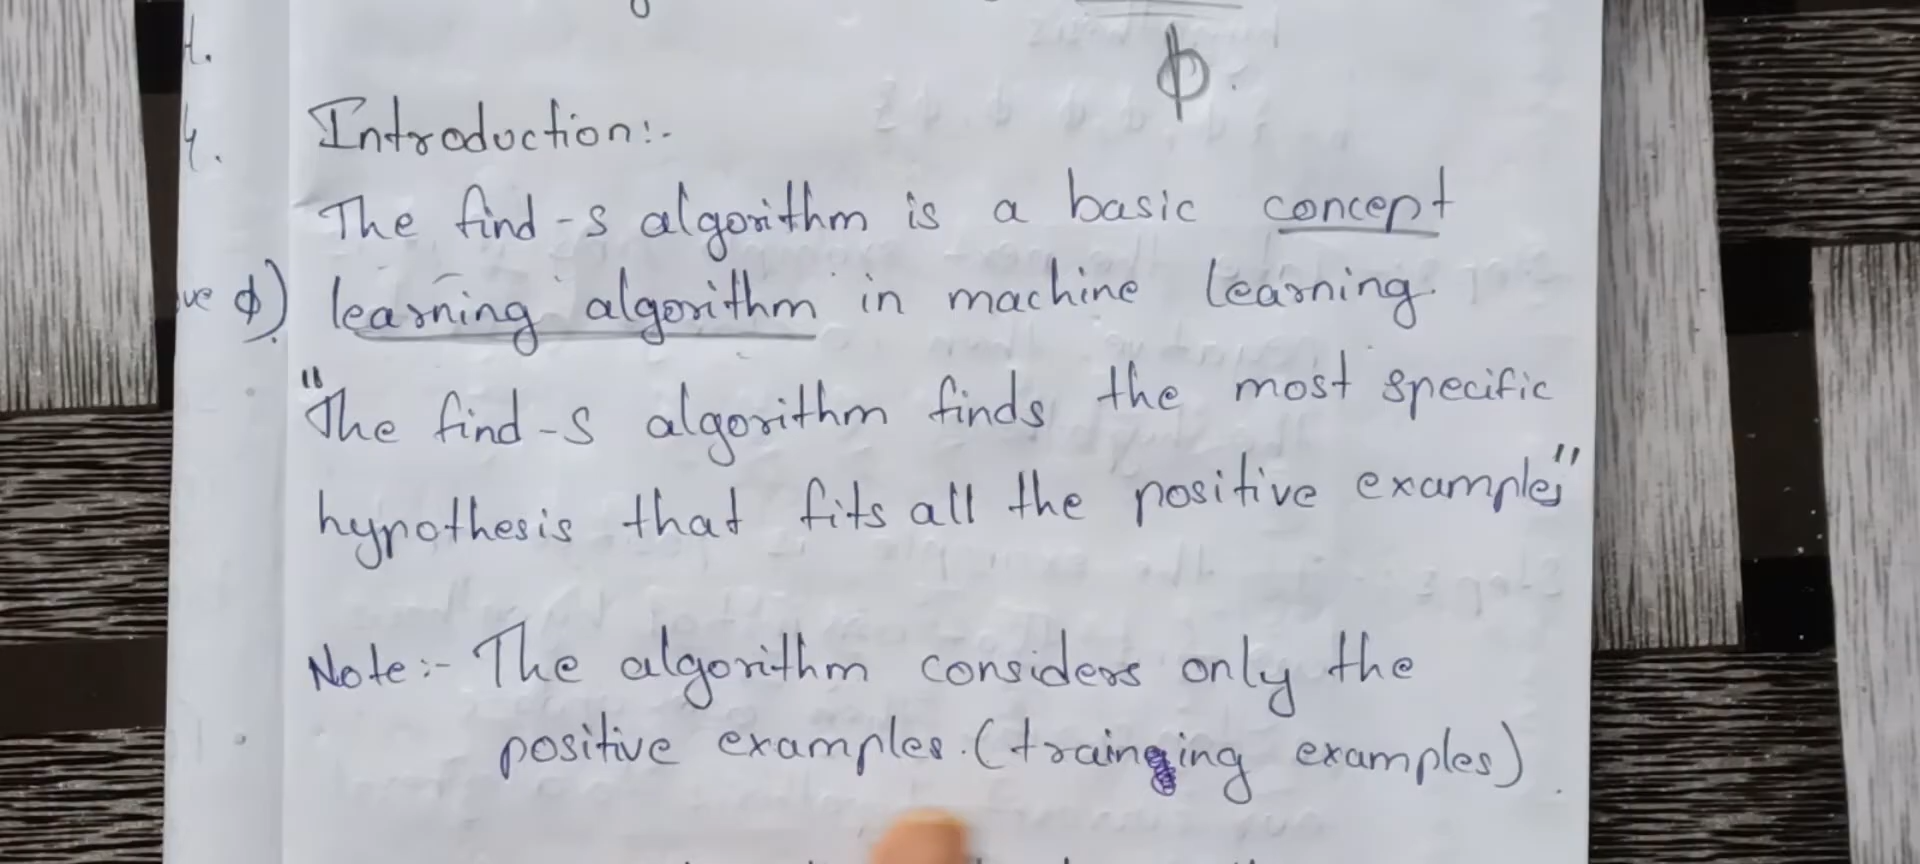 ϕ.
Introduction:-
The find-s algorithm is a basic concept
ve ϕ) learning algorithm in machine learning.
"The find-s algorithm finds the most specific
hypothesis that fits all the positive examples"
Note:- The algorithm considers only the
positive examples. (training examples)